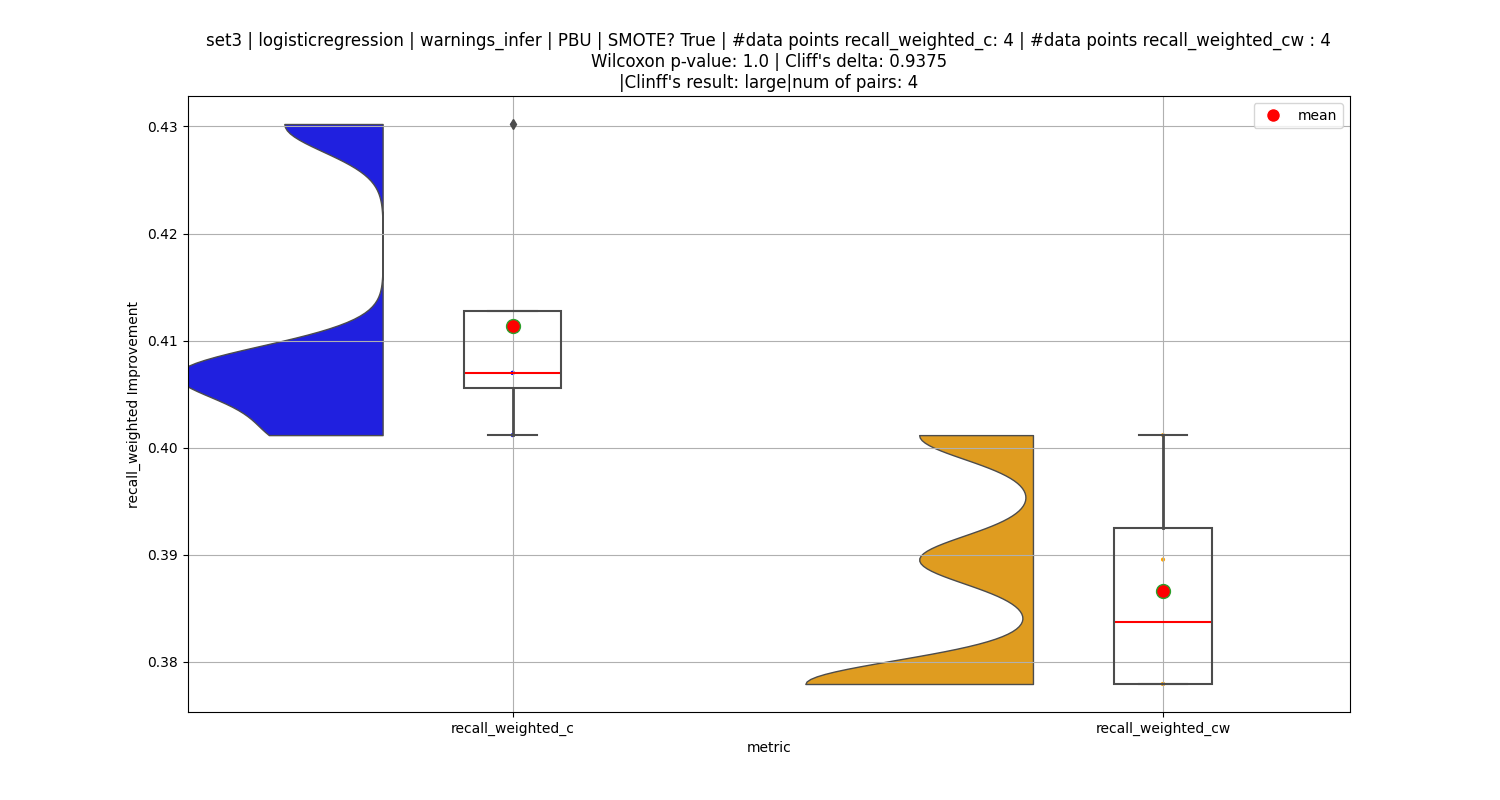 set3 | logisticregression | warnings_infer | PBU | SMOTE? True | #data points recall_weighted_c: 4 | #data points recall_weighted_cw : 4
Wilcoxon p-value: 1.0 | Cliff's delta: 0.9375
|Clinff's result: large|num of pairs: 4
mean
0.43
0.42
0.41
0.40
0.39
0.38
recall_weighted Improvement
recall_weighted_c
recall_weighted_cw
metric